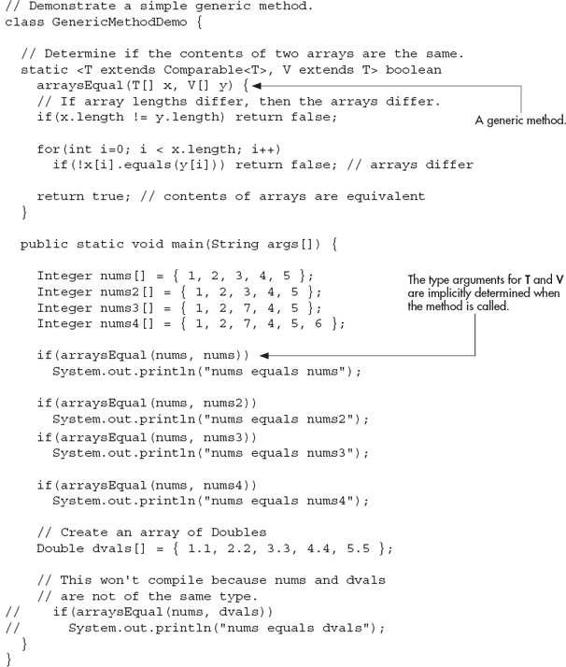 // Demonstrate a simple generic method.
class GenericMethodDemo {

  // Determine if the contents of two arrays are the same.
  static <T extends Comparable<T>, V extends T> boolean
    arraysEqual(T[] x, V[] y) {
    // If array lengths differ, then the arrays differ.
    if(x.length != y.length) return false;
A generic method.

    for(int i=0; i < x.length; i++)
      if(!x[i].equals(y[i])) return false; // arrays differ

    return true; // contents of arrays are equivalent
  }

  public static void main(String args[]) {

    Integer nums[] = { 1, 2, 3, 4, 5 };
    Integer nums2[] = { 1, 2, 3, 4, 5 };
    Integer nums3[] = { 1, 2, 7, 4, 5 };
    Integer nums4[] = { 1, 2, 7, 4, 5, 6 };
The type arguments for T and V
are implicitly determined when
the method is called.

    if(arraysEqual(nums, nums))
      System.out.println("nums equals nums");

    if(arraysEqual(nums, nums2))
      System.out.println("nums equals nums2");
    if(arraysEqual(nums, nums3))
      System.out.println("nums equals nums3");

    if(arraysEqual(nums, nums4))
      System.out.println("nums equals nums4");

    // Create an array of Doubles
    Double dvals[] = { 1.1, 2.2, 3.3, 4.4, 5.5 };

    // This won't compile because nums and dvals
    // are not of the same type.
//    if(arraysEqual(nums, dvals))
//      System.out.println("nums equals dvals");
  }
}